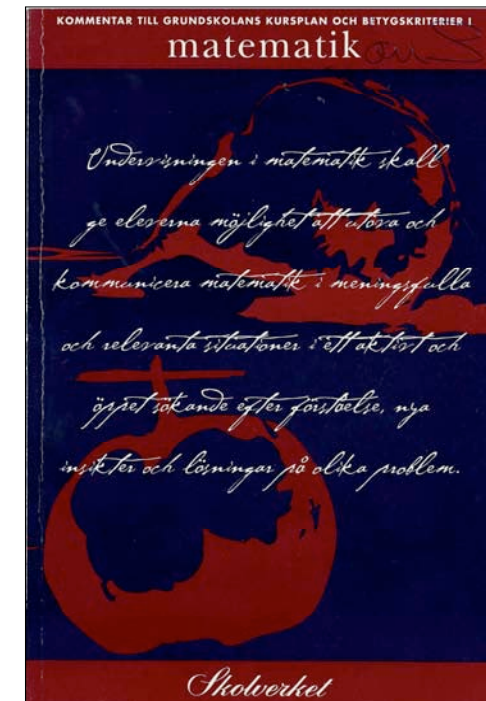 KOMMENTAR TILL GRUNDSKOLANS KURSPLAN OCH BETYGSKRITERIER I
matematik
Undervisningen i matematik skall
ge eleverna möjlighet att utöva och
kommunicera matematik i meningsfulla
och relevanta situationer i ett aktivt och
öppet sökande efter förståelse, nya
insikter och lösningar på olika problem.
Skolverket